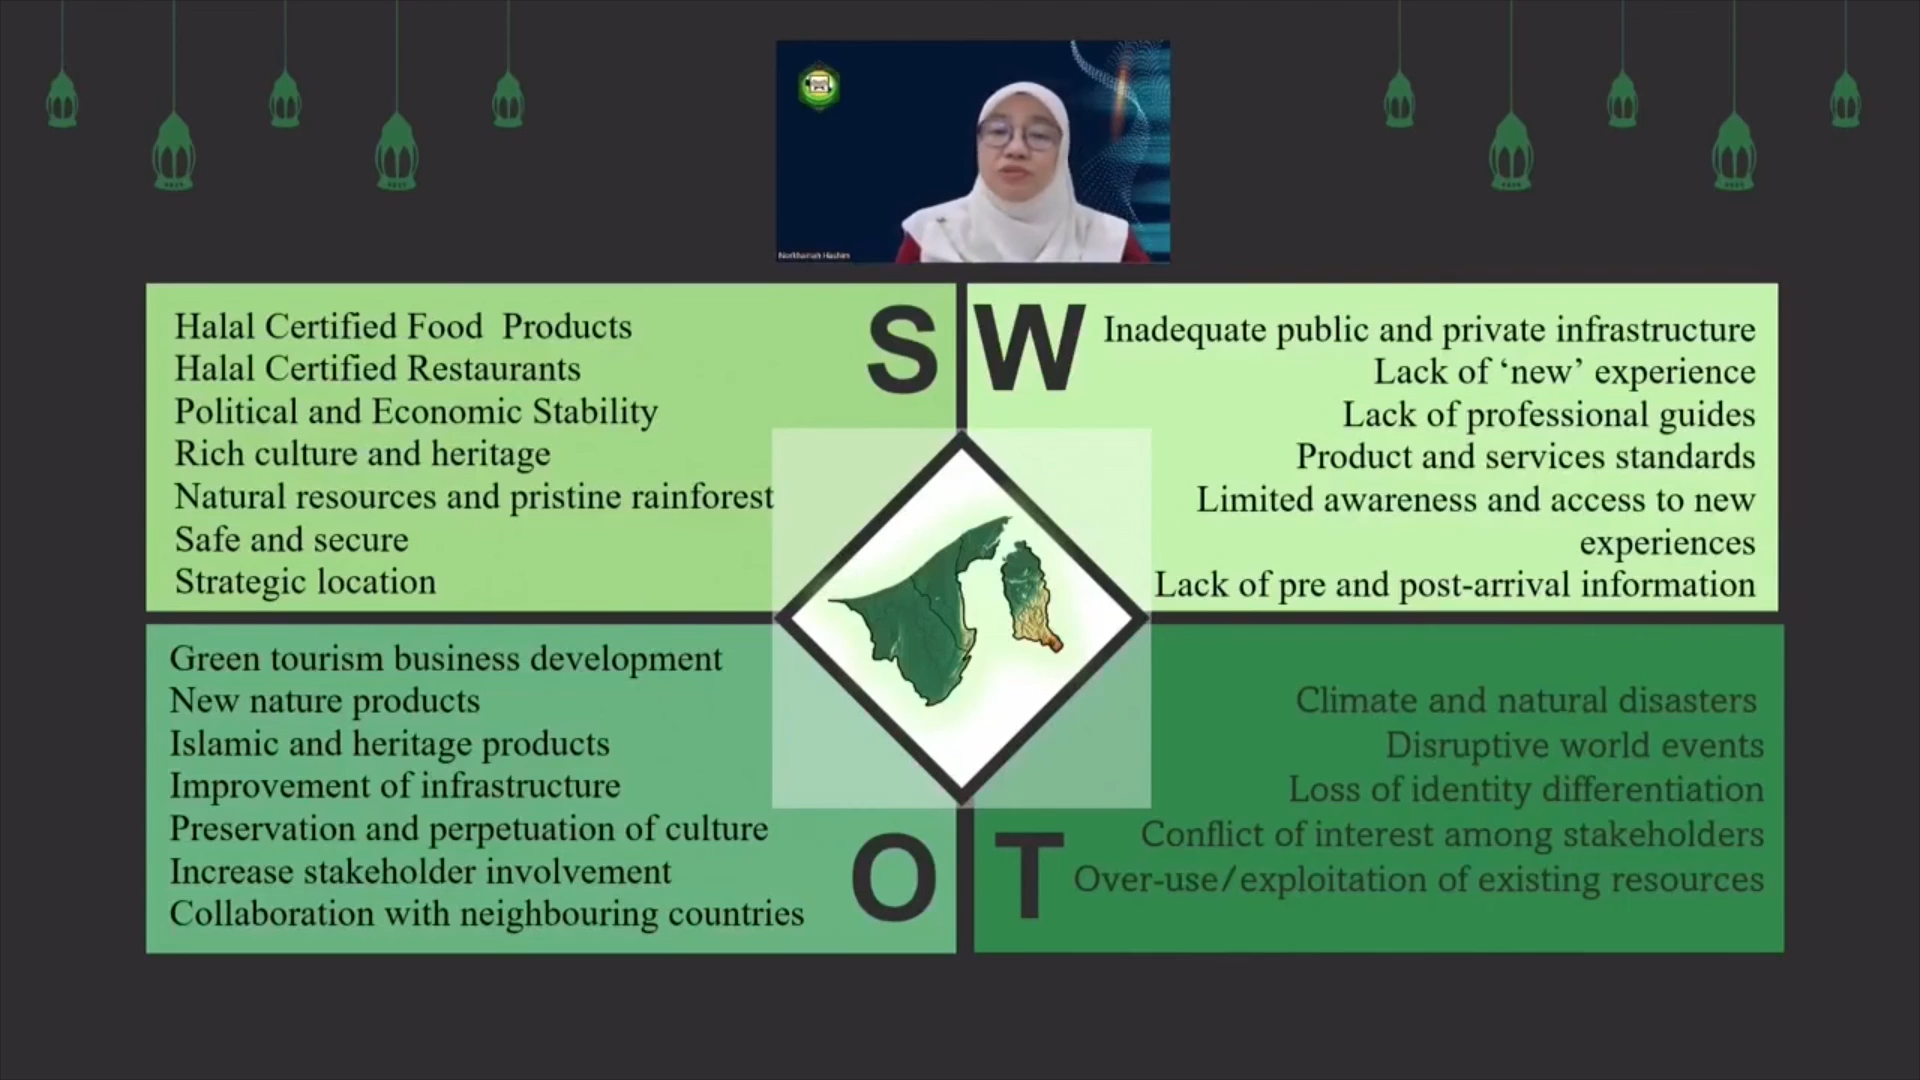 Norkhairiah Hashim
S
Halal Certified Food Products
Halal Certified Restaurants
Political and Economic Stability
Rich culture and heritage
Natural resources and pristine rainforest
Safe and secure
Strategic location
W
Inadequate public and private infrastructure
Lack of ‘new’ experience
Lack of professional guides
Product and services standards
Limited awareness and access to new
experiences
Lack of pre and post-arrival information
Green tourism business development
New nature products
Islamic and heritage products
Improvement of infrastructure
Preservation and perpetuation of culture
Increase stakeholder involvement
Collaboration with neighbouring countries
O
T
Climate and natural disasters
Disruptive world events
Loss of identity differentiation
Conflict of interest among stakeholders
Over-use/exploitation of existing resources